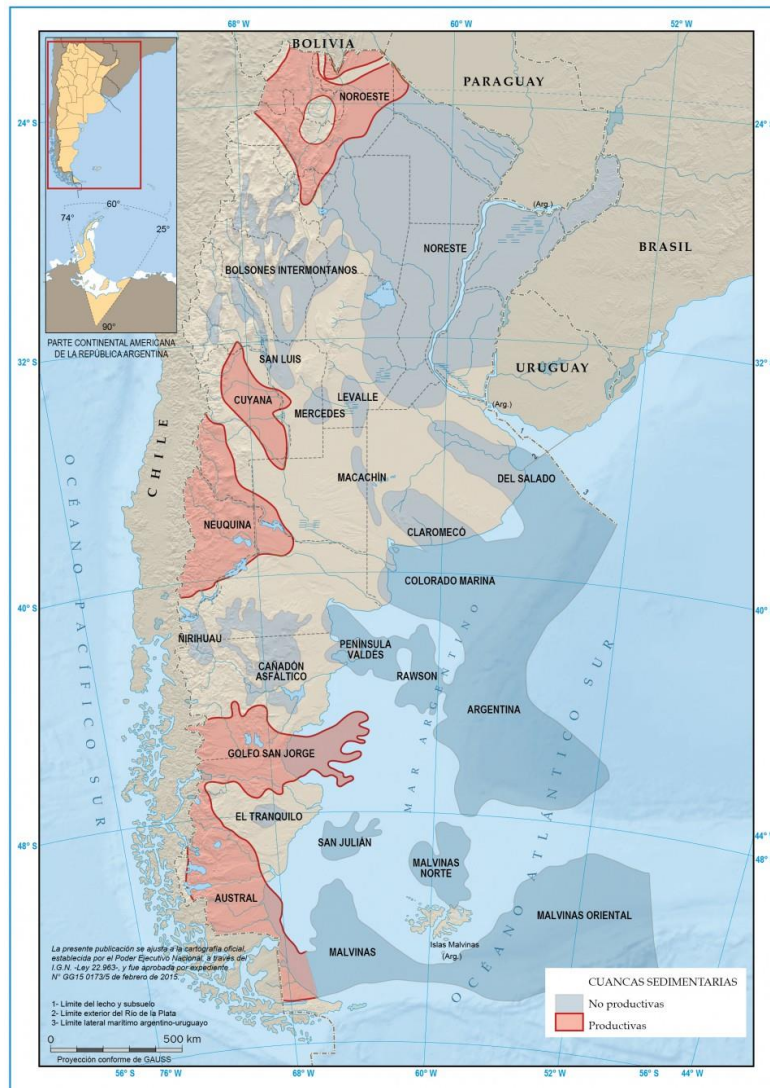 68° W
60° W
52° W
BOLIVIA
PARAGUAY
NOROESTE
24° S
24° S
60°
74°
25°
90°
PARTE CONTINENTAL AMERICANA
DE LA REPÚBLICA ARGENTINA
(Arg.)
NORESTE
BRASIL
BOLSONES INTERMONTANOS
32° S
32° S
SAN LUIS
URUGUAY
CUYANA
LEVALLE
MERCEDES
(Arg.)
1
2
3
CHILE
MACACHÍN
DEL SALADO
NEUQUINA
CLAROMECÓ
COLORADO MARINA
OCÉANO PACÍFICO SUR
40° S
40° S
ÑIRIHUAU
PENÍNSULA
VALDÉS
CAÑADÓN
ASFÁLTICO
RAWSON
ARGENTINA
MAR ARGENTINO
OCÉANO ATLÁNTICO SUR
GOLFO SAN JORGE
EL TRANQUILO
SAN JULIÁN
44° S
48° S
48° S
MALVINAS
NORTE
AUSTRAL
MALVINAS ORIENTAL
Islas Malvinas
(Arg.)
MALVINAS
La presente publicación se ajusta a la cartografía oficial,
establecida por el Poder Ejecutivo Nacional, a través del
I.G.N. -Ley 22.963-, y fue aprobada por expediente
N° GG15 0173/5 de febrero de 2015.
1- Límite del lecho y subsuelo
2- Límite exterior del Río de la Plata
3- Límite lateral marítimo argentino-uruguayo
0 500 km
Proyección conforme de GAUSS
CUANCAS SEDIMENTARIAS
No productivas
Productivas
56° S
76° W
72° W
68° W
64° W
60° W
56° W
52° W
56° S
48° W
44° W